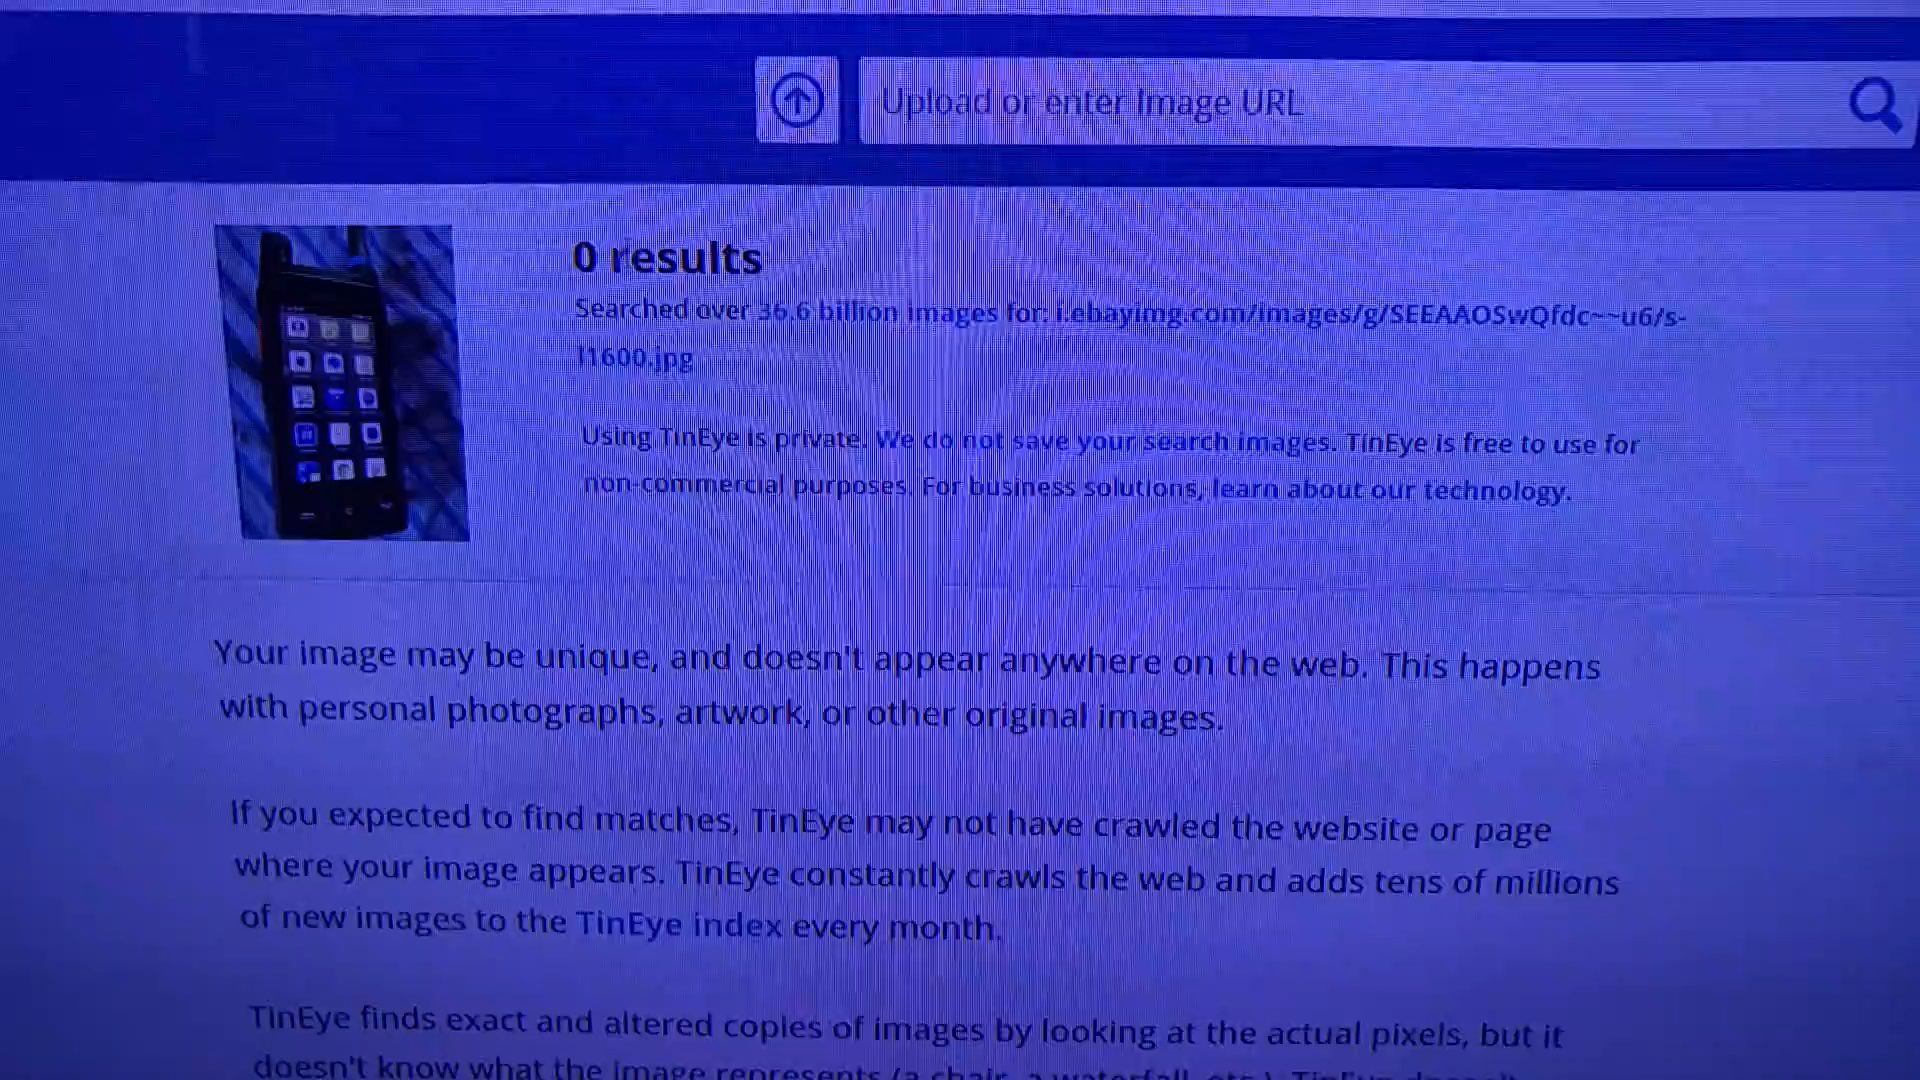 Upload or enter Image URL
0 results
Searched over 36.6 billion images for: i.ebayimg.com/images/g/SEEAAOSwQfdc~~u6/s-
l1600.jpg
Using TinEye is private. We do not save your search images. TinEye is free to use for
non-commercial purposes. For business solutions, learn about our technology.
Your image may be unique, and doesn't appear anywhere on the web. This happens
with personal photographs, artwork, or other original images.
If you expected to find matches, TinEye may not have crawled the website or page
where your image appears. TinEye constantly crawls the web and adds tens of millions
of new images to the TinEye index every month.
TinEye finds exact and altered copies of images by looking at the actual pixels, but it
doesn't know what the image represents (a chair, a waterfall, etc.). TinEye doesn't